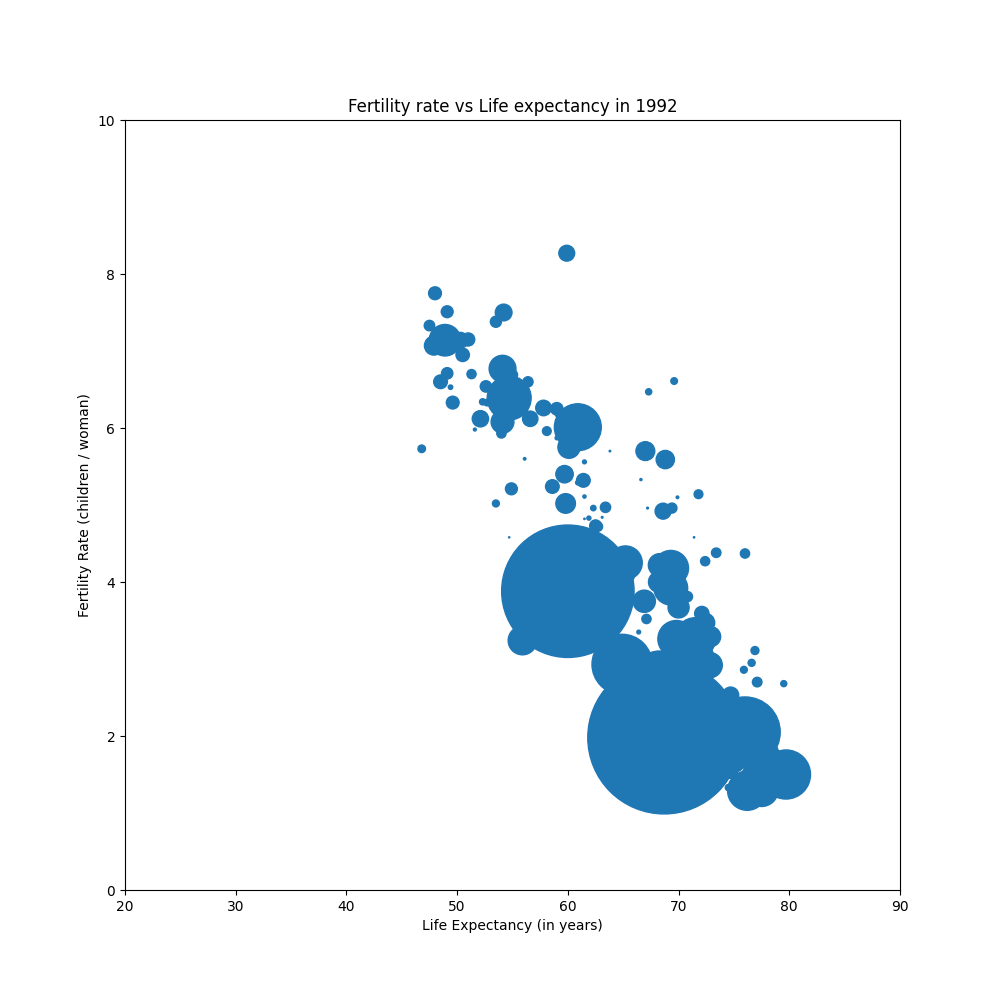 Fertility rate vs Life expectancy in 1992
10
8
6
4
2
0
Fertility Rate (children / woman)
20 30 40 50 60 70 80 90
Life Expectancy (in years)